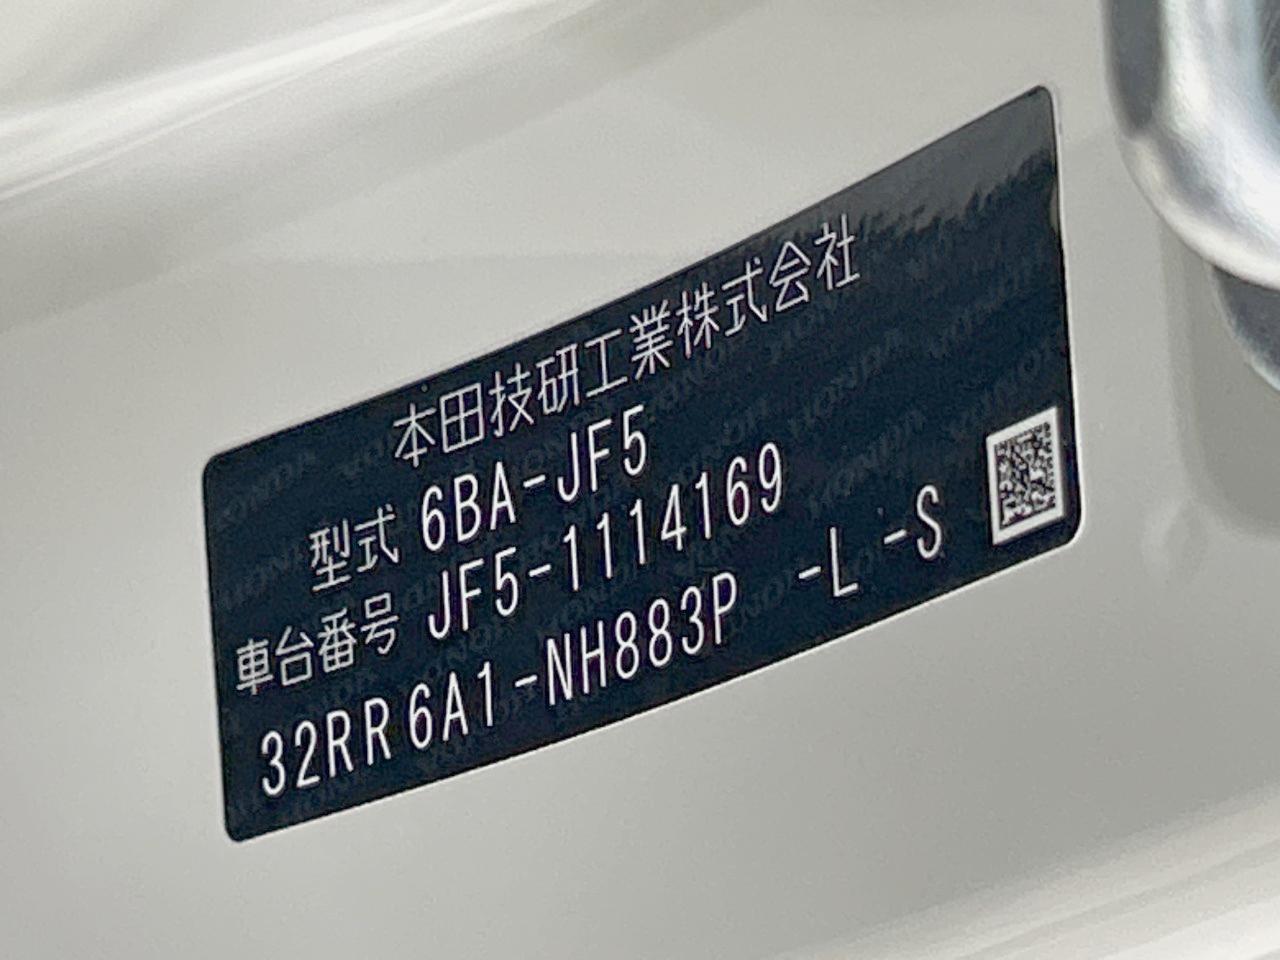 本田技研工業株式会社
型式 6BA-JF5
車台番号 JF5-1114169
32RR6A1-NH883P -L -S